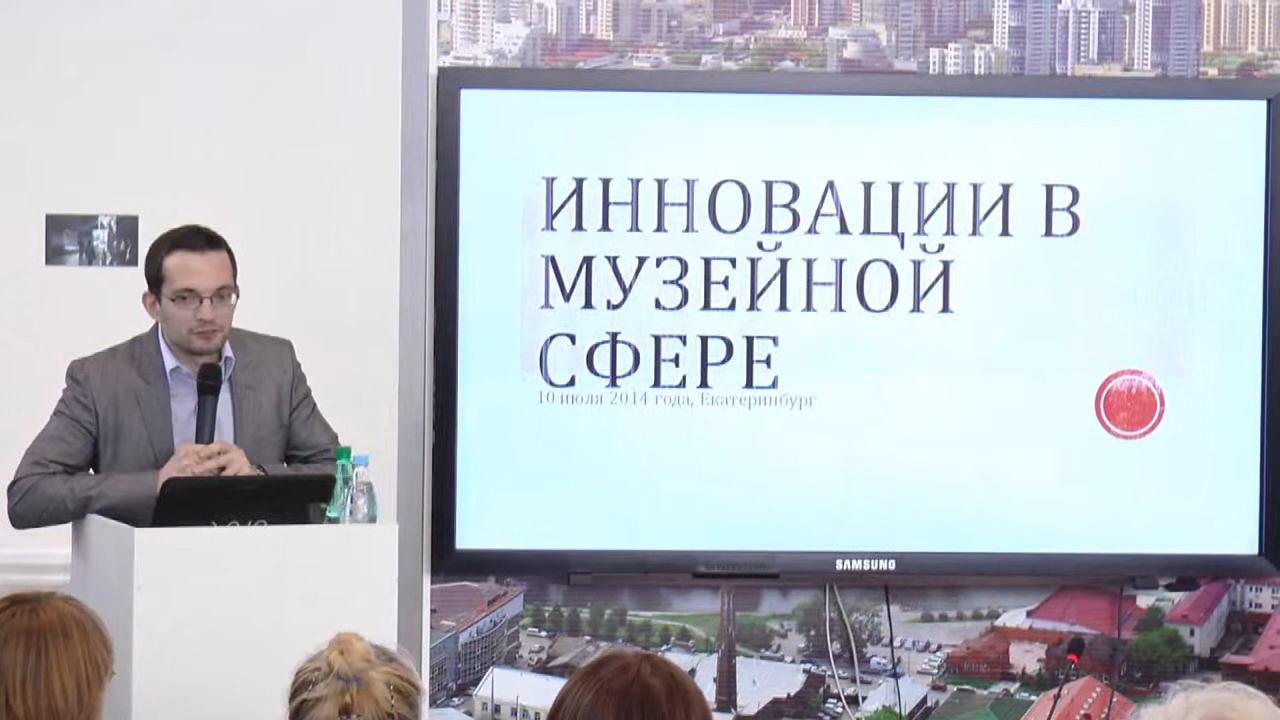 ИННОВАЦИИ В
МУЗЕЙНОЙ
СФЕРЕ
10 июля 2014 года, Екатеринбург
SAMSUNG